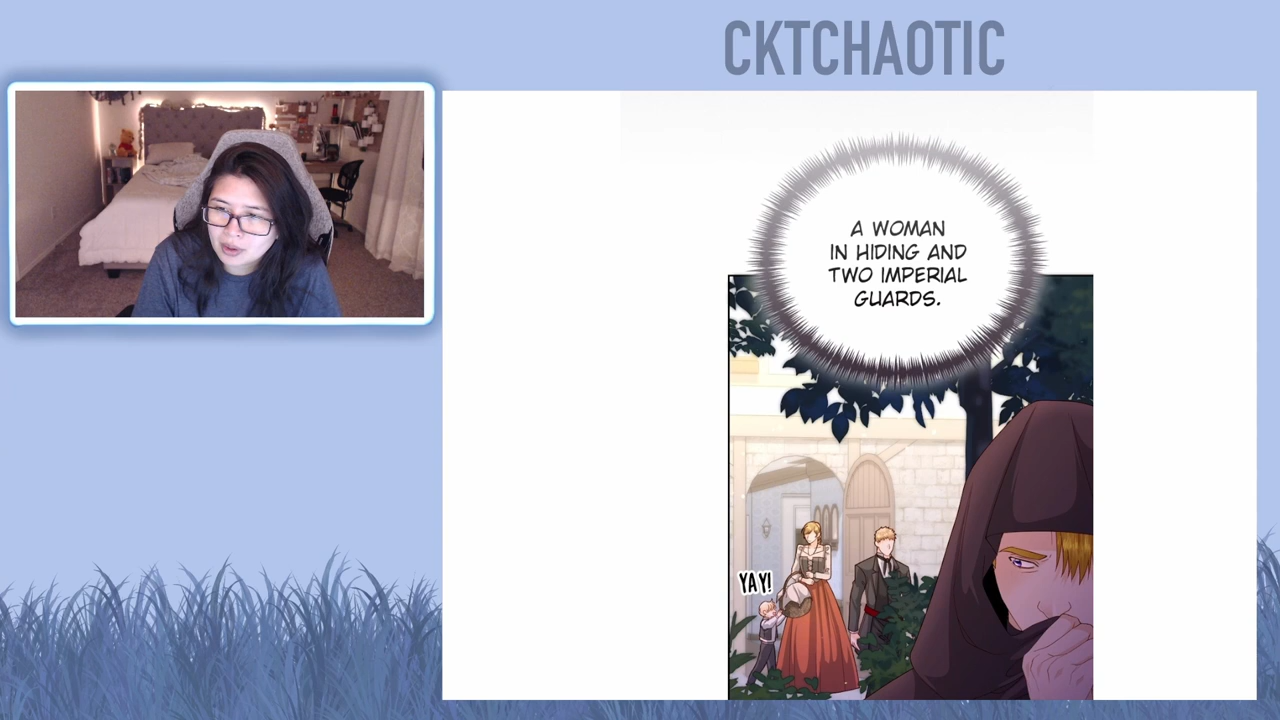 CKTCHAOTIC
A WOMAN
IN HIDING AND
TWO IMPERIAL
GUARDS.
YAY!